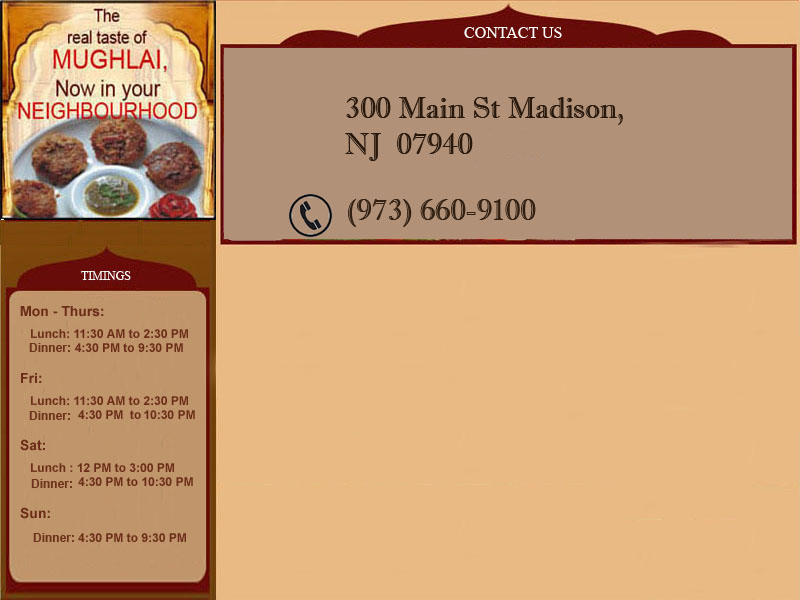 The
real taste of
MUGHLAI,
Now in your
NEIGHBOURHOOD
CONTACT US
300 Main St Madison,
NJ 07940
(973) 660-9100
TIMINGS
Mon - Thurs:
Lunch: 11:30 AM to 2:30 PM
Dinner: 4:30 PM to 9:30 PM
Fri:
Lunch: 11:30 AM to 2:30 PM
Dinner: 4:30 PM to 10:30 PM
Sat:
Lunch : 12 PM to 3:00 PM
Dinner: 4:30 PM to 10:30 PM
Sun:
Dinner: 4:30 PM to 9:30 PM